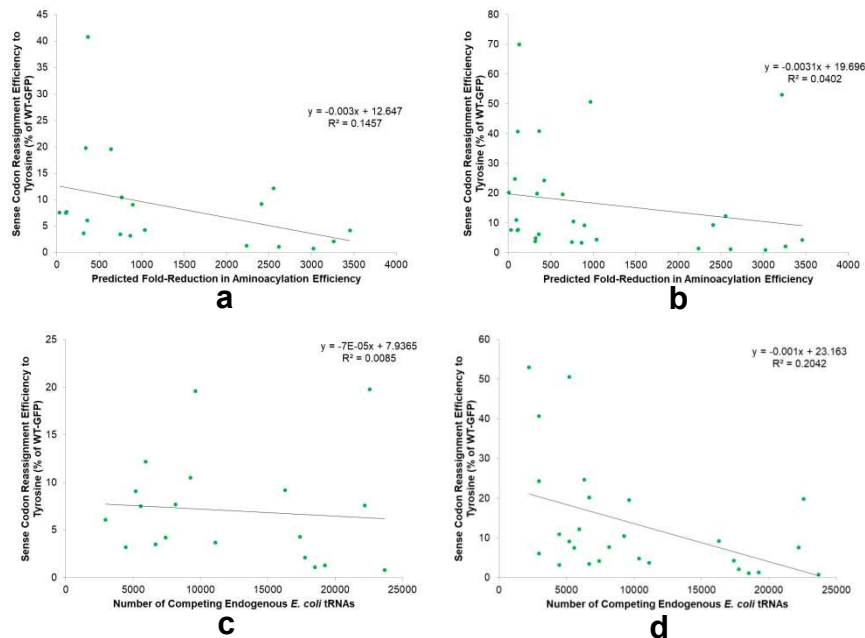 45
40
35
30
25
20
15
10
5
0
Sense Codon Reassignment Efficiency to
Tyrosine (% of WT-GFP)
y = -0.003x + 12.647
R² = 0.1457
0 500 1000 1500 2000 2500 3000 3500 4000
Predicted Fold-Reduction in Aminoacylation Efficiency
a
80
70
60
50
40
30
20
10
0
Sense Codon Reassignment Efficiency to
Tyrosine (% of WT-GFP)
y = -0.0031x + 19.696
R² = 0.0402
0 500 1000 1500 2000 2500 3000 3500 4000
Predicted Fold-Reduction in Aminoacylation Efficiency
b
25
20
15
10
5
0
Sense Codon Reassignment Efficiency to
Tyrosine (% of WT-GFP)
y = -7E-05x + 7.9365
R² = 0.0085
0 5000 10000 15000 20000 25000
Number of Competing Endogenous E. coli tRNAs
c
60
50
40
30
20
10
0
Sense Codon Reassignment Efficiency to
Tyrosine (% of WT-GFP)
y = -0.001x + 23.163
R² = 0.2042
0 5000 10000 15000 20000 25000
Number of Competing Endogenous E. coli tRNAs
d